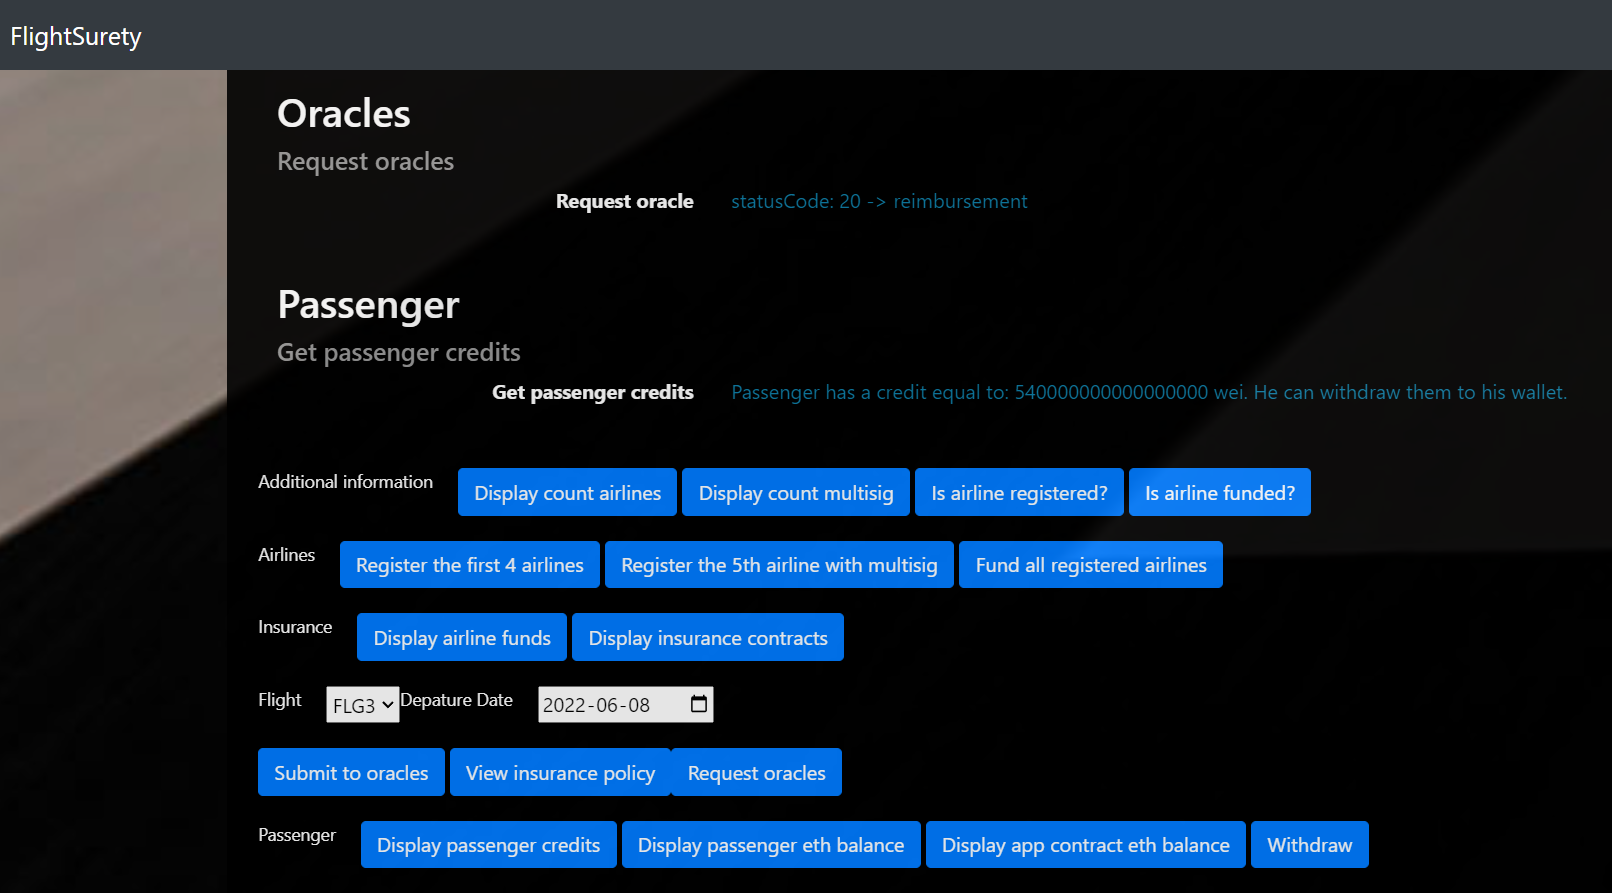 FlightSurety
Oracles
Request oracles
Request oracle statusCode: 20 -> reimbursement
Passenger
Get passenger credits
Get passenger credits Passenger has a credit equal to: 540000000000000000 wei. He can withdraw them to his wallet.
Additional information Display count airlines Display count multisig Is airline registered? Is airline funded?
Airlines Register the first 4 airlines Register the 5th airline with multisig Fund all registered airlines
Insurance Display airline funds Display insurance contracts
Flight FLG3 Depature Date 2022-06-08
Submit to oracles View insurance policy Request oracles
Passenger Display passenger credits Display passenger eth balance Display app contract eth balance Withdraw